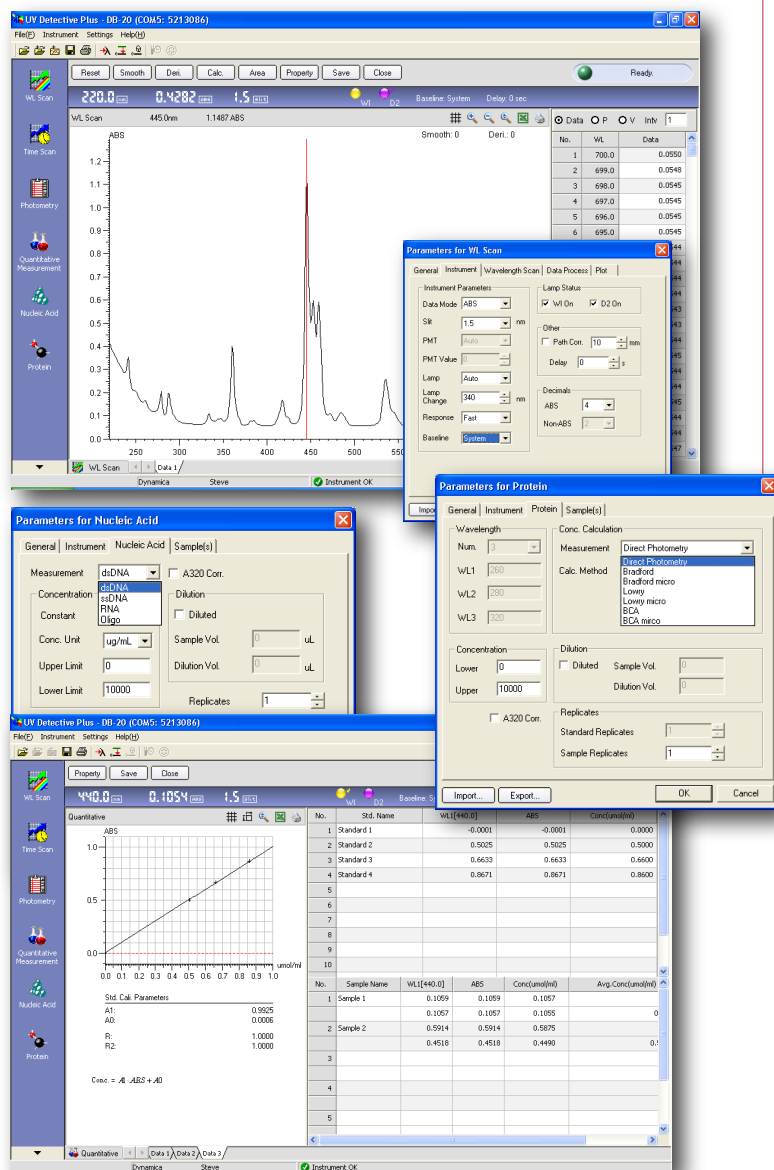 UV Detective Plus - DB-20 (COM5: 5213086)
File(F) Instrument Settings Help(H)
Reset Smooth Deri. Calc. Area Property Save Close Ready.
220.0 nm 0.4282 ABS 1.5 SLIT WI D2 Baseline: System Delay: 0 sec
WL Scan 445.0nm 1.1487 ABS
Data P V Intv 1
ABS Smooth: 0 Deri.: 0
No. WL Data
1 700.0 0.0550
2 699.0 0.0548
3 698.0 0.0545
4 697.0 0.0545
5 696.0 0.0545
6 695.0 0.0545
WL Scan
Time Scan
Photometry
Quantitative
Measurement
Nucleic Acid
Protein
1.2
1.1
1.0
0.9
0.8
0.7
0.6
0.5
0.4
0.3
0.2
0.1
0.0
250 300 350 400 450 500
WL Scan Data 1
Dynamica Steve Instrument OK
Parameters for WL Scan
General Instrument Wavelength Scan Data Process Plot
Instrument Parameters
Data Mode ABS
Slit 1.5 nm
PMT Auto
PMT Value 0
Lamp Auto
Lamp
Change 340 nm
Response Fast
Baseline System
Lamp Status
WI On D2 On
Other
Path Corr. 10 mm
Delay 0 s
Decimals
ABS 4
Non-ABS 2
Parameters for Nucleic Acid
General Instrument Nucleic Acid Sample(s)
Measurement dsDNA A320 Corr.
dsDNA
ssDNA
RNA
Oligo
Concentration
Constant
Conc. Unit ug/mL
Upper Limit 0
Lower Limit 10000
Dilution
Diluted
Sample Vol. 0 uL
Dilution Vol. 0 uL
Replicates 1
Parameters for Protein
General Instrument Protein Sample(s)
Wavelength
Num. 3
WL1 260
WL2 280
WL3 320
Conc. Calculation
Measurement Direct Photometry
Calc. Method
Direct Photometry
Bradford
Bradford micro
Lowry
Lowry micro
BCA
BCA mirco
Concentration
Lower 0
Upper 10000
A320 Corr.
Dilution
Diluted Sample Vol. 0
Dilution Vol. 0
Replicates
Standard Replicates 1
Sample Replicates 1
Import... Export... OK Cancel
UV Detective Plus - DB-20 (COM5: 5213086)
File(F) Instrument Settings Help(H)
Property Save Close
440.0 nm 0.1054 ABS 1.5 SLIT WI D2
WL Scan
Time Scan
Photometry
Quantitative
Measurement
Nucleic Acid
Protein
Quantitative
ABS
1.0
0.5
0.0
umol/ml
0.0 0.1 0.2 0.3 0.4 0.5 0.6 0.7 0.8 0.9 1.0
Std. Cali. Parameters
A1: 0.9925
A0: 0.0006
R: 1.0000
R2: 1.0000
Conc. = A1 · ABS + A0
No. Std. Name WL1[440.0] ABS Conc(umol/ml)
1 Standard 1 -0.0001 -0.0001 0.0000
2 Standard 2 0.5025 0.5025 0.5000
3 Standard 3 0.6633 0.6633 0.6600
4 Standard 4 0.8671 0.8671 0.8600
5
6
7
8
9
10
No. Sample Name WL1[440.0] ABS Conc(umol/ml) Avg.Conc(umol/ml)
1 Sample 1 0.1059 0.1059 0.1057
0.1057 0.1057 0.1055
2 Sample 2 0.5914 0.5914 0.5875
0.4518 0.4518 0.4490
3
4
5
Quantitative Data 1 Data 2 Data 3
Dynamica Steve Instrument OK